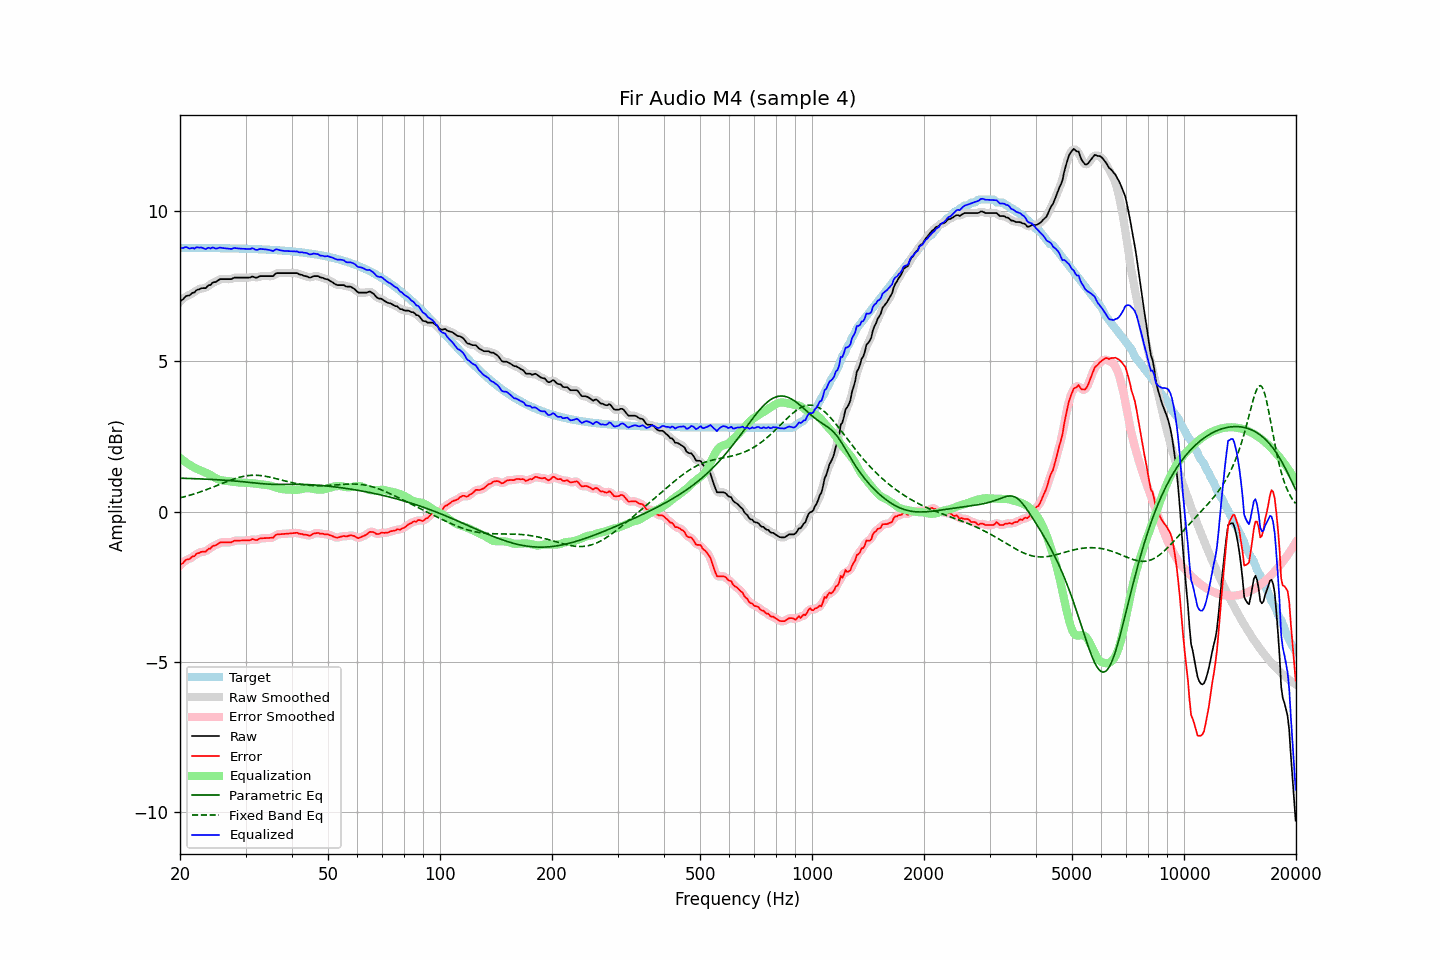 Fir Audio M4 (sample 4)
Amplitude (dBr)
10
5
0
−5
−10
Target
Raw Smoothed
Error Smoothed
Raw
Error
Equalization
Parametric Eq
Fixed Band Eq
Equalized
20 50 100 200 500 1000 2000 5000 10000 20000
Frequency (Hz)